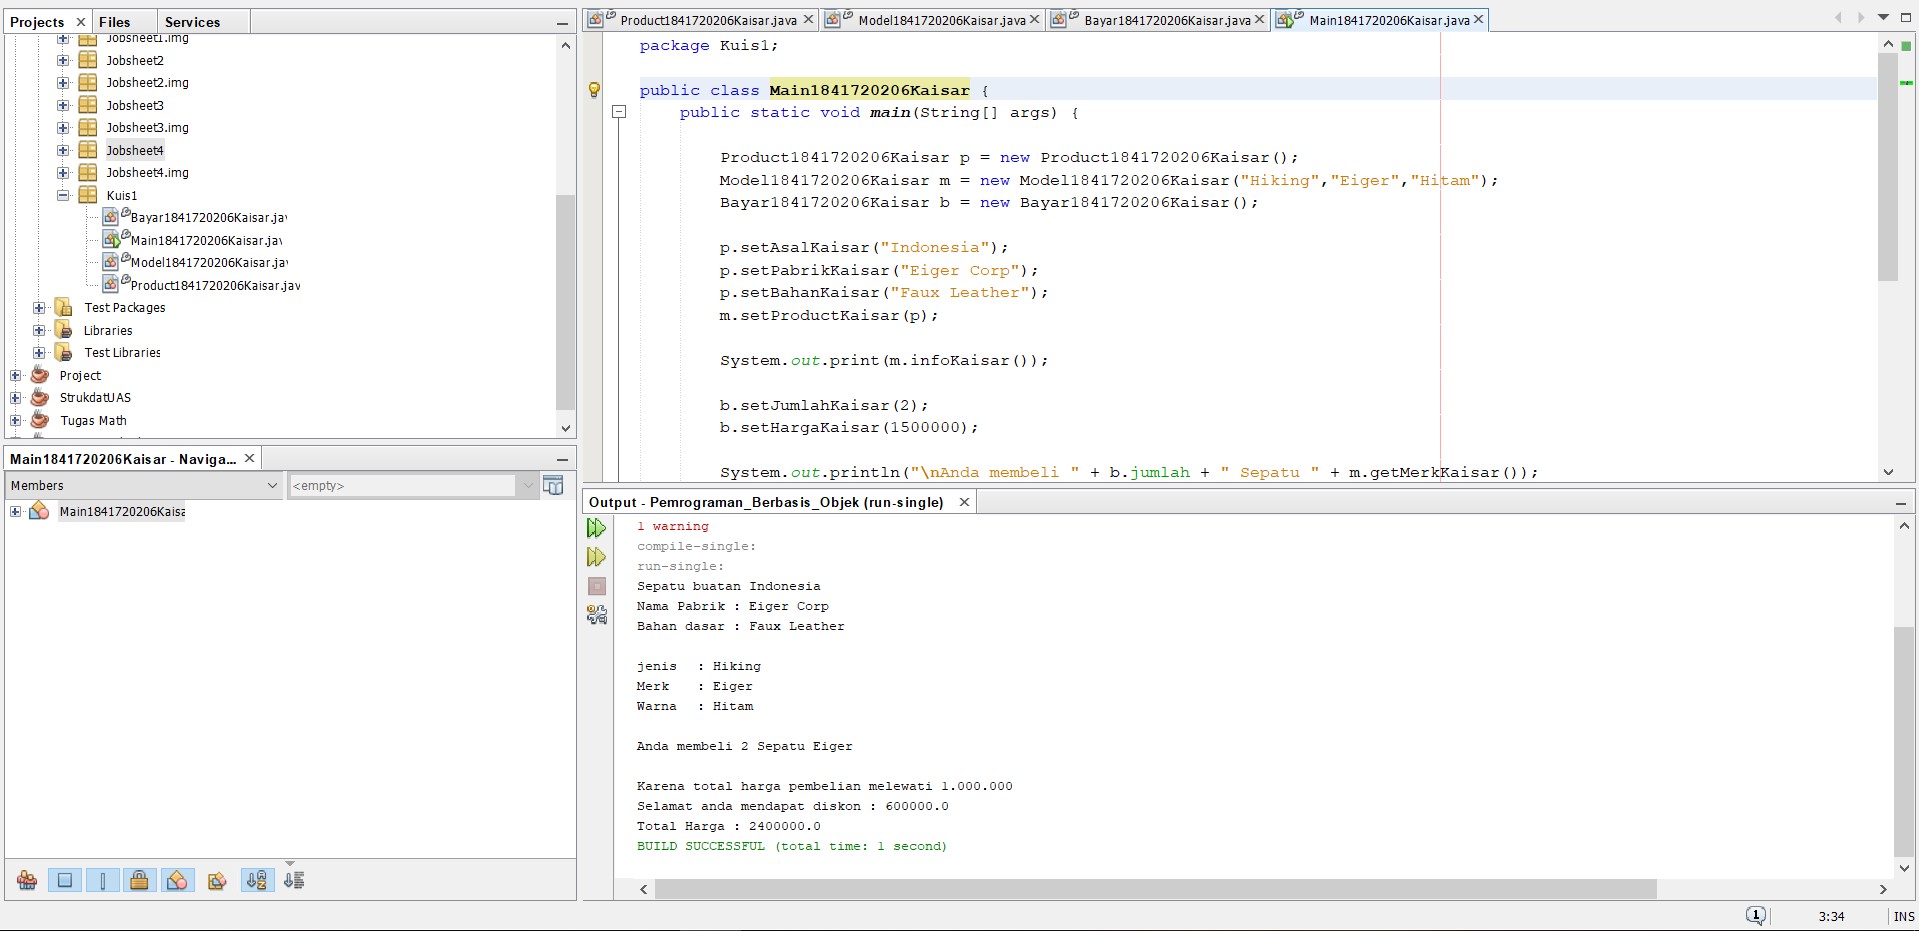 Projects
Files
Services
Jobsheet1.img
Jobsheet2
Jobsheet2.img
Jobsheet3
Jobsheet3.img
Jobsheet4
Jobsheet4.img
Kuis1
Bayar1841720206Kaisar.jav
Main1841720206Kaisar.jav
Model1841720206Kaisar.jav
Product1841720206Kaisar.jav
Test Packages
Libraries
Test Libraries
Project
StrukdatUAS
Tugas Math
Main1841720206Kaisar - Naviga...
Members
<empty>
Main1841720206Kaisa
Product1841720206Kaisar.java
Model1841720206Kaisar.java
Bayar1841720206Kaisar.java
Main1841720206Kaisar.java
package Kuis1;
public class Main1841720206Kaisar {
public static void main(String[] args) {
Product1841720206Kaisar p = new Product1841720206Kaisar();
Model1841720206Kaisar m = new Model1841720206Kaisar("Hiking","Eiger","Hitam");
Bayar1841720206Kaisar b = new Bayar1841720206Kaisar();
p.setAsalKaisar("Indonesia");
p.setPabrikKaisar("Eiger Corp");
p.setBahanKaisar("Faux Leather");
m.setProductKaisar(p);
System.out.print(m.infoKaisar());
b.setJumlahKaisar(2);
b.setHargaKaisar(1500000);
System.out.println("\nAnda membeli " + b.jumlah + " Sepatu " + m.getMerkKaisar());
Output - Pemrograman_Berbasis_Objek (run-single)
1 warning
compile-single:
run-single:
Sepatu buatan Indonesia
Nama Pabrik : Eiger Corp
Bahan dasar : Faux Leather
jenis : Hiking
Merk : Eiger
Warna : Hitam
Anda membeli 2 Sepatu Eiger
Karena total harga pembelian melewati 1.000.000
Selamat anda mendapat diskon : 600000.0
Total Harga : 2400000.0
BUILD SUCCESSFUL (total time: 1 second)
1
3:34
INS